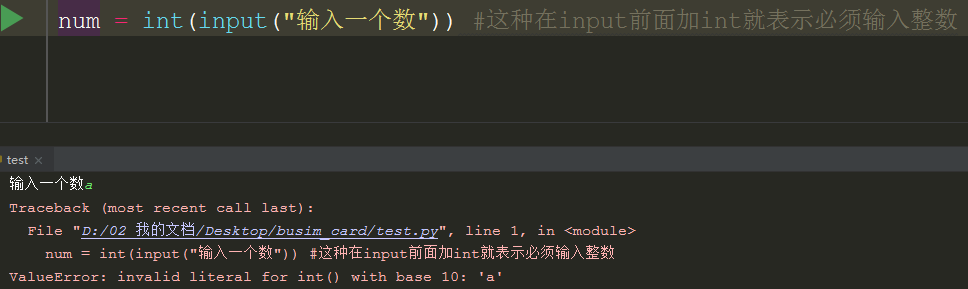 num = int(input("输入一个数")) #这种在input前面加int就表示必须输入整数
test ×
输入一个数a
Traceback (most recent call last):
File "D:/02 我的文档/Desktop/busim_card/test.py", line 1, in <module>
num = int(input("输入一个数")) #这种在input前面加int就表示必须输入整数
ValueError: invalid literal for int() with base 10: 'a'